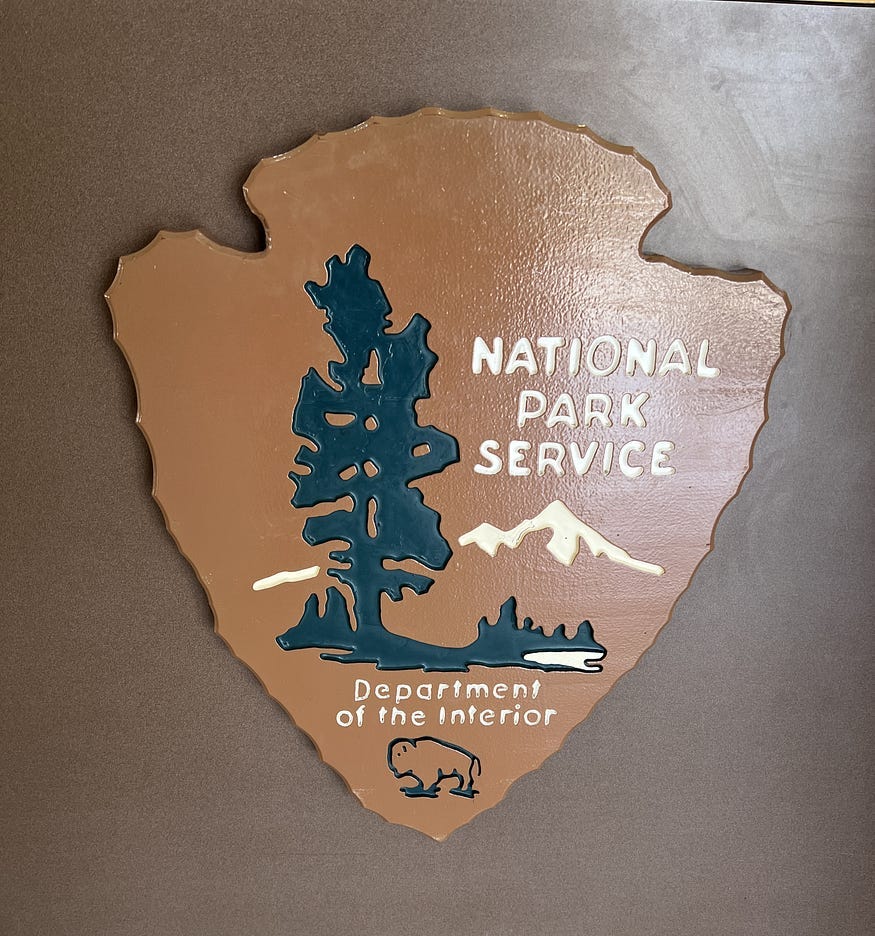 NATIONAL
PARK
SERVICE
Department
of the Interior